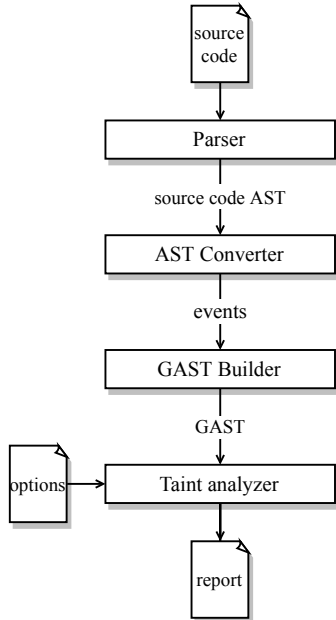 source
code
Parser
source code AST
AST Converter
events
GAST Builder
GAST
options
Taint analyzer
report